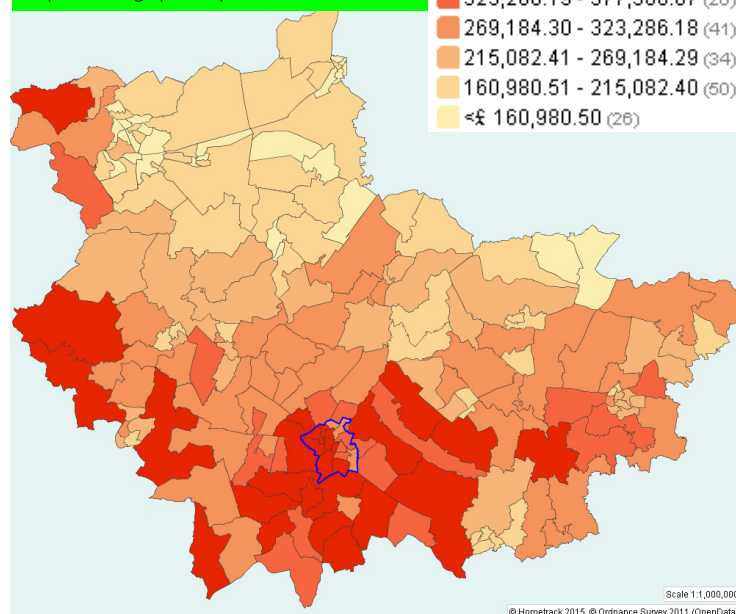 269,184.30 - 323,286.18 (41)
215,082.41 - 269,184.29 (34)
160,980.51 - 215,082.40 (50)
<£ 160,980.50 (26)
Scale 1:1,000,000
© Hometrack 2015, © Ordnance Survey 2011 (OpenData